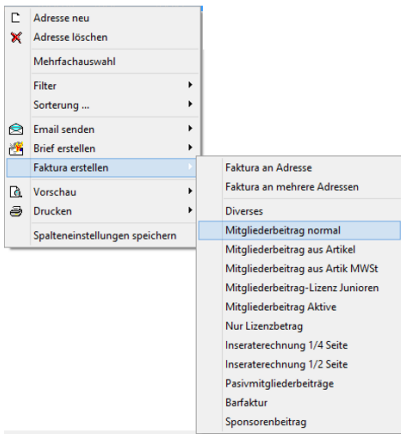 Adresse neu
Adresse löschen
Mehrfachauswahl
Filter
Sorterung ...
Email senden
Brief erstellen
Faktura erstellen
Vorschau
Drucken
Spalteneinstellungen speichern
Faktura an Adresse
Faktura an mehrere Adressen
Diverses
Mitgliederbeitrag normal
Mitgliederbeitrag aus Artikel
Mitgliederbeitrag aus Artik MWSt
Mitgliederbeitrag-Lizenz Junioren
Mitgliederbeitrag Aktive
Nur Lizenzbetrag
Inseraterechnung 1/4 Seite
Inseraterechnung 1/2 Seite
Pasivmitgliederbeiträge
Barfaktur
Sponsorenbeitrag